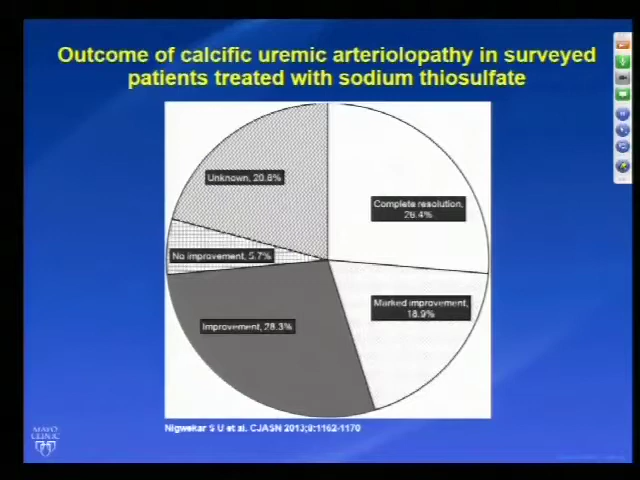 Outcome of calcific uremic arteriolopathy in surveyed
patients treated with sodium thiosulfate
Unknown, 20.8%
Complete resolution,
26.4%
No improvement, 5.7%
Marked improvement,
18.9%
Improvement, 28.3%
Nigwekar S U et al. CJASN 2013;8:1162-1170
MAYO
CLINIC